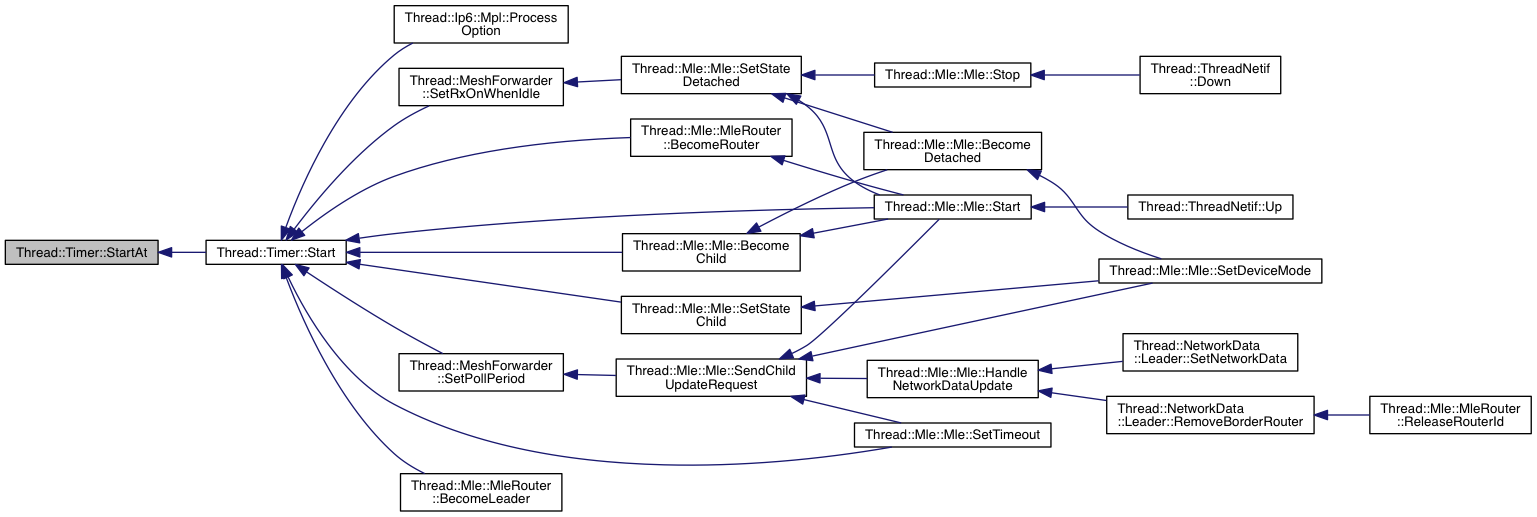 Thread::Timer::StartAt
Thread::Timer::Start
Thread::Ip6::Mpl::Process
Option
Thread::MeshForwarder
::SetRxOnWhenIdle
Thread::Mle::MleRouter
::BecomeRouter
Thread::Mle::Mle::Start
Thread::Mle::Mle::Become
Child
Thread::Mle::Mle::SetState
Child
Thread::MeshForwarder
::SetPollPeriod
Thread::Mle::Mle::SetTimeout
Thread::Mle::MleRouter
::BecomeLeader
Thread::Mle::Mle::SetState
Detached
Thread::Mle::Mle::Stop
Thread::ThreadNetif
::Down
Thread::Mle::Mle::Become
Detached
Thread::ThreadNetif::Up
Thread::Mle::Mle::SetDeviceMode
Thread::Mle::Mle::SendChild
UpdateRequest
Thread::Mle::Mle::Handle
NetworkDataUpdate
Thread::NetworkData
::Leader::SetNetworkData
Thread::NetworkData
::Leader::RemoveBorderRouter
Thread::Mle::MleRouter
::ReleaseRouterId